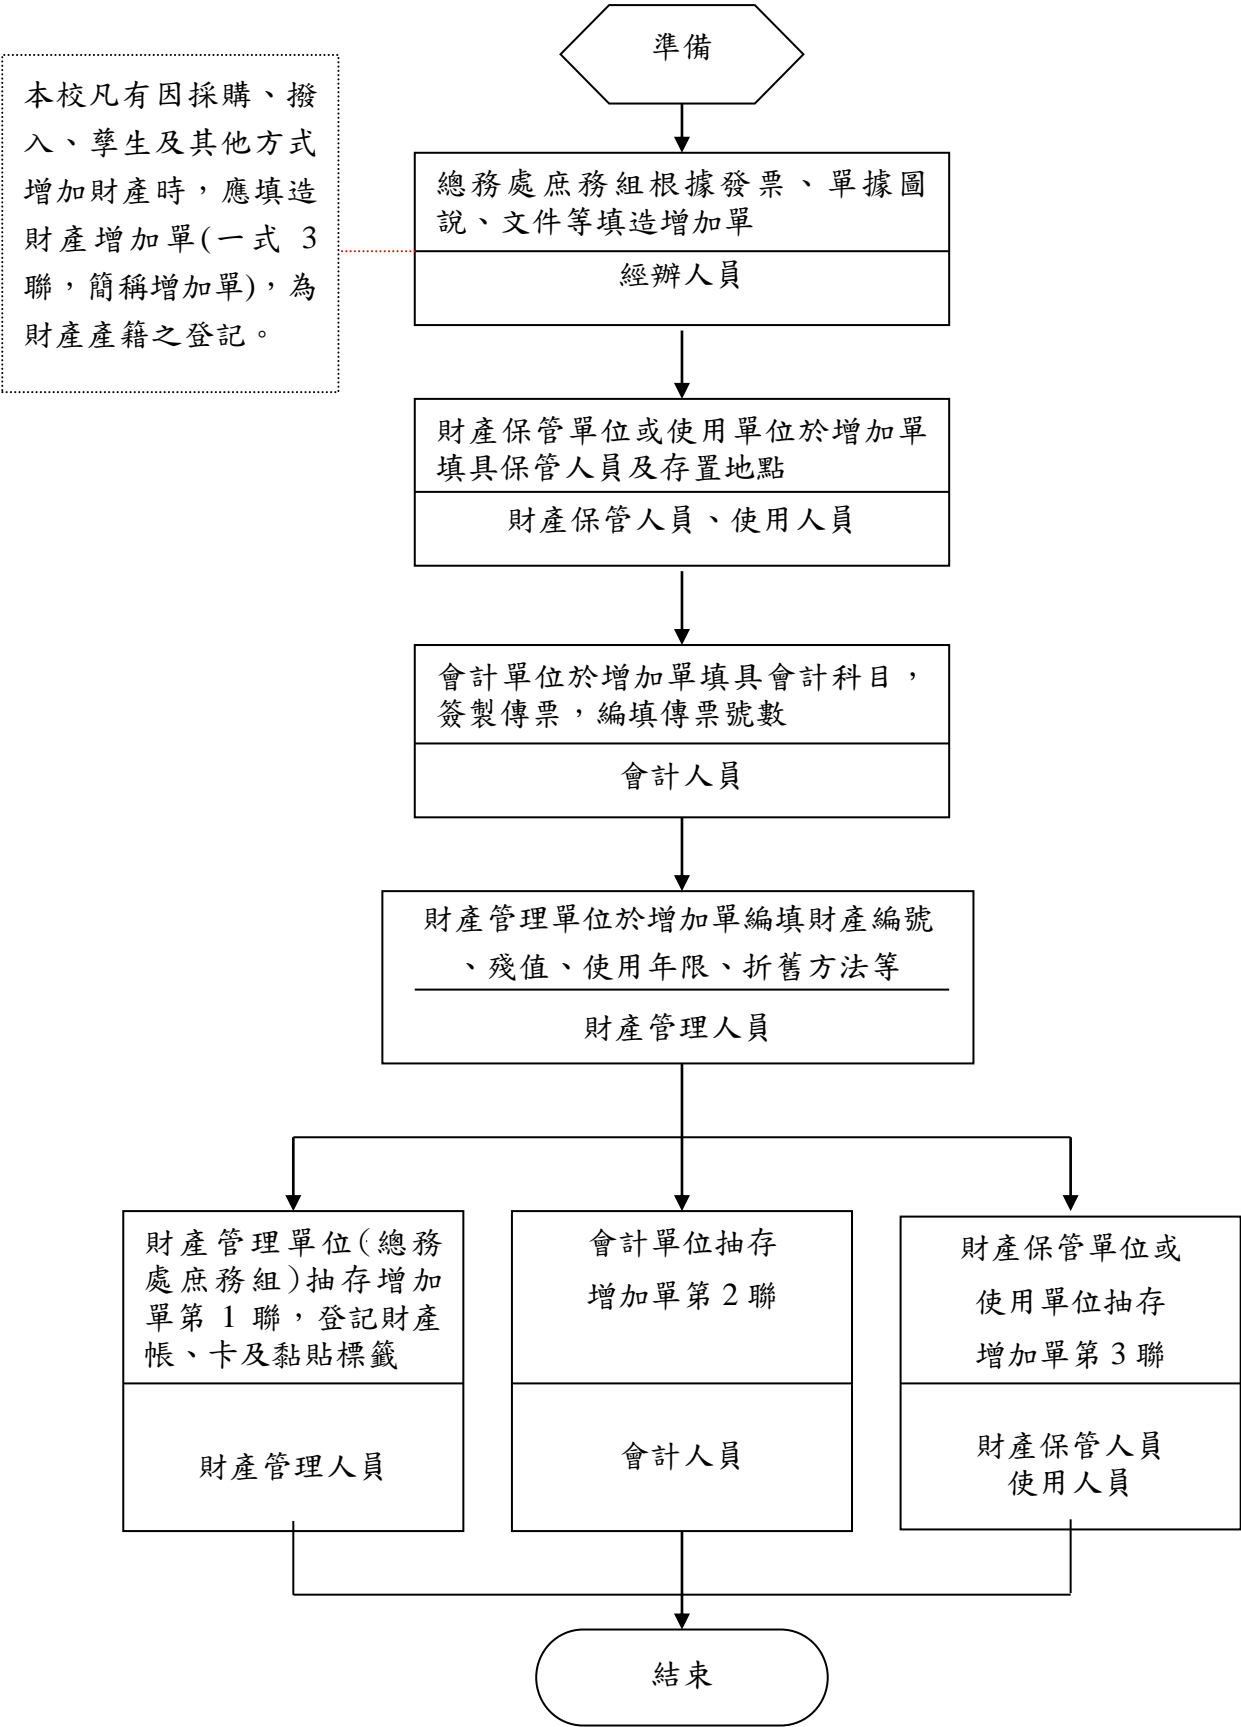 準備
本校凡有因採購、撥
入、孳生及其他方式
增加財產時，應填造
財產增加單(一式 3
聯，簡稱增加單)，為
財產產籍之登記。
總務處庶務組根據發票、單據圖
說、文件等填造增加單
經辦人員
財產保管單位或使用單位於增加單
填具保管人員及存置地點
財產保管人員、使用人員
會計單位於增加單填具會計科目，
簽製傳票，編填傳票號數
會計人員
財產管理單位於增加單編填財產編號
、殘值、使用年限、折舊方法等
財產管理人員
財產管理單位(總務
處庶務組)抽存增加
單第 1 聯，登記財產
帳、卡及黏貼標籤
財產管理人員
會計單位抽存
增加單第 2 聯
會計人員
財產保管單位或
使用單位抽存
增加單第 3 聯
財產保管人員
使用人員
結束